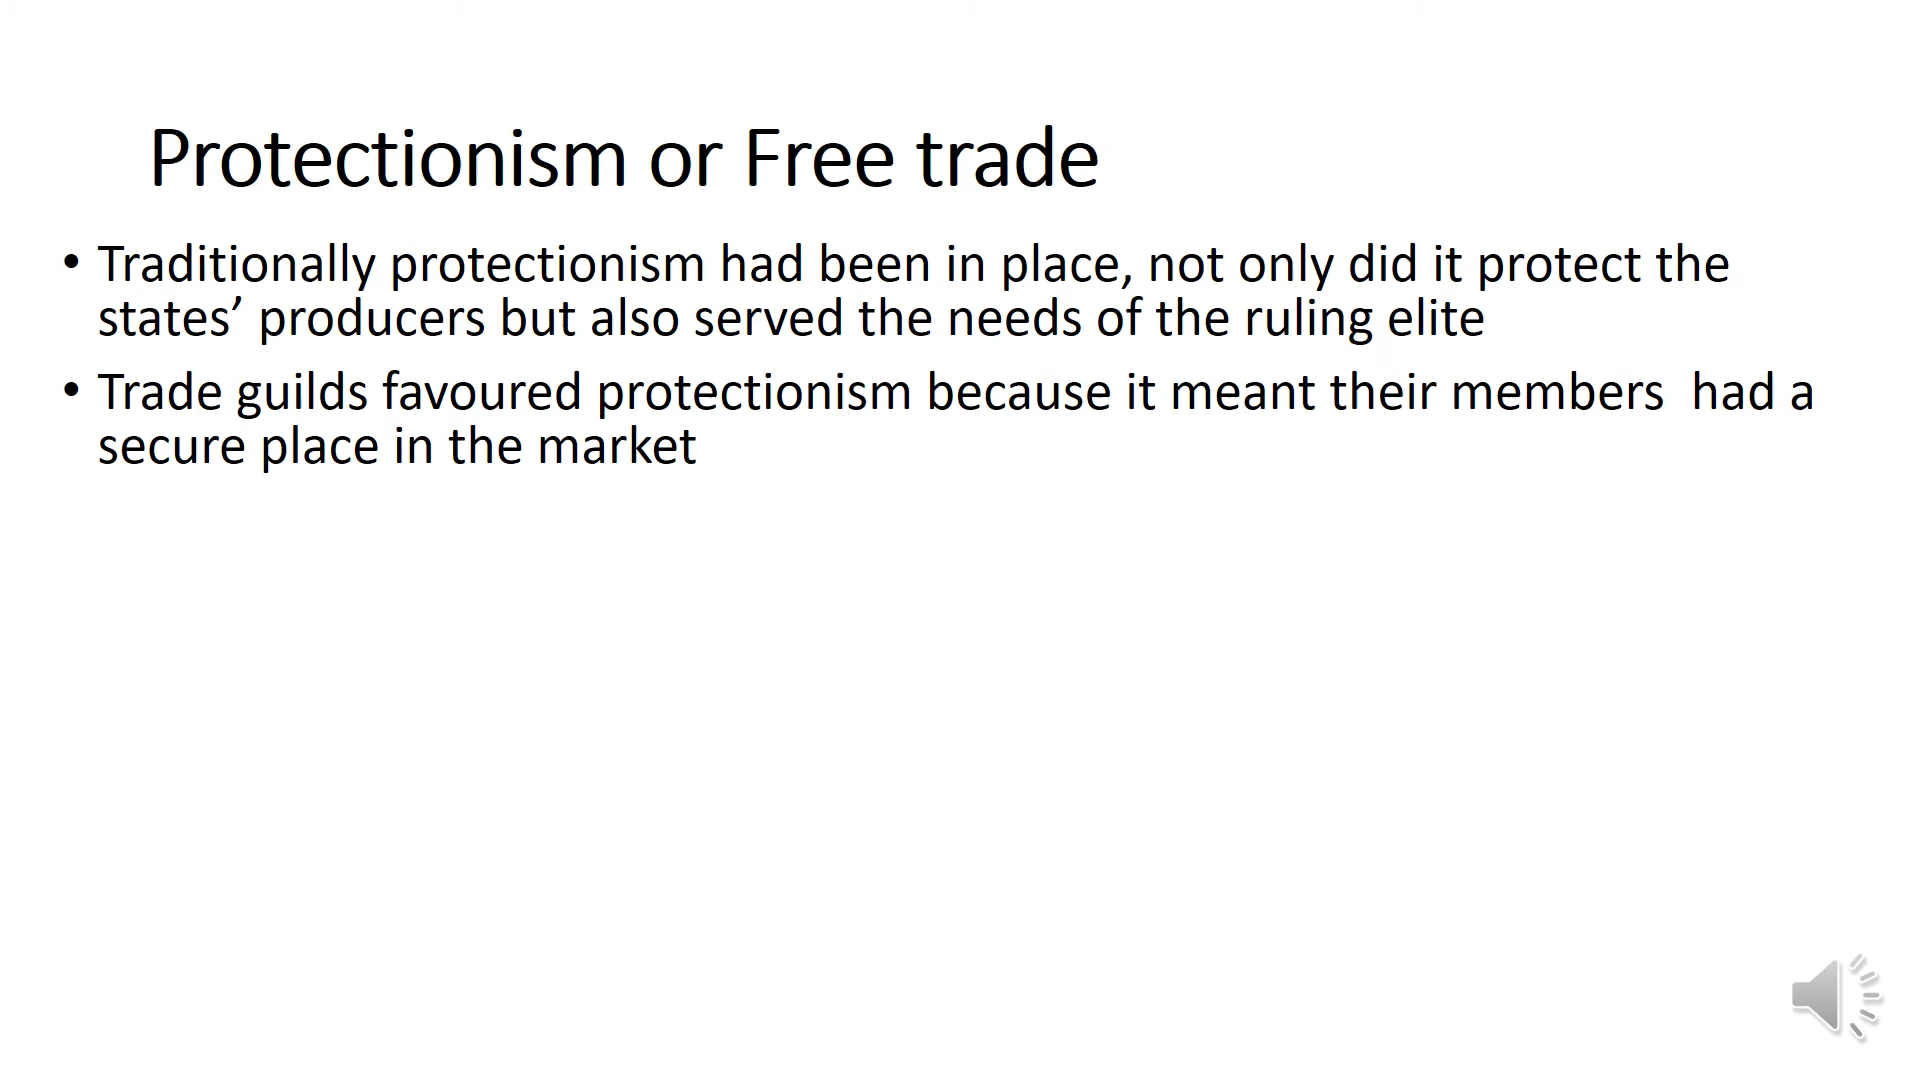 Protectionism or Free trade
• Traditionally protectionism had been in place, not only did it protect the
states’ producers but also served the needs of the ruling elite
• Trade guilds favoured protectionism because it meant their members  had a
secure place in the market